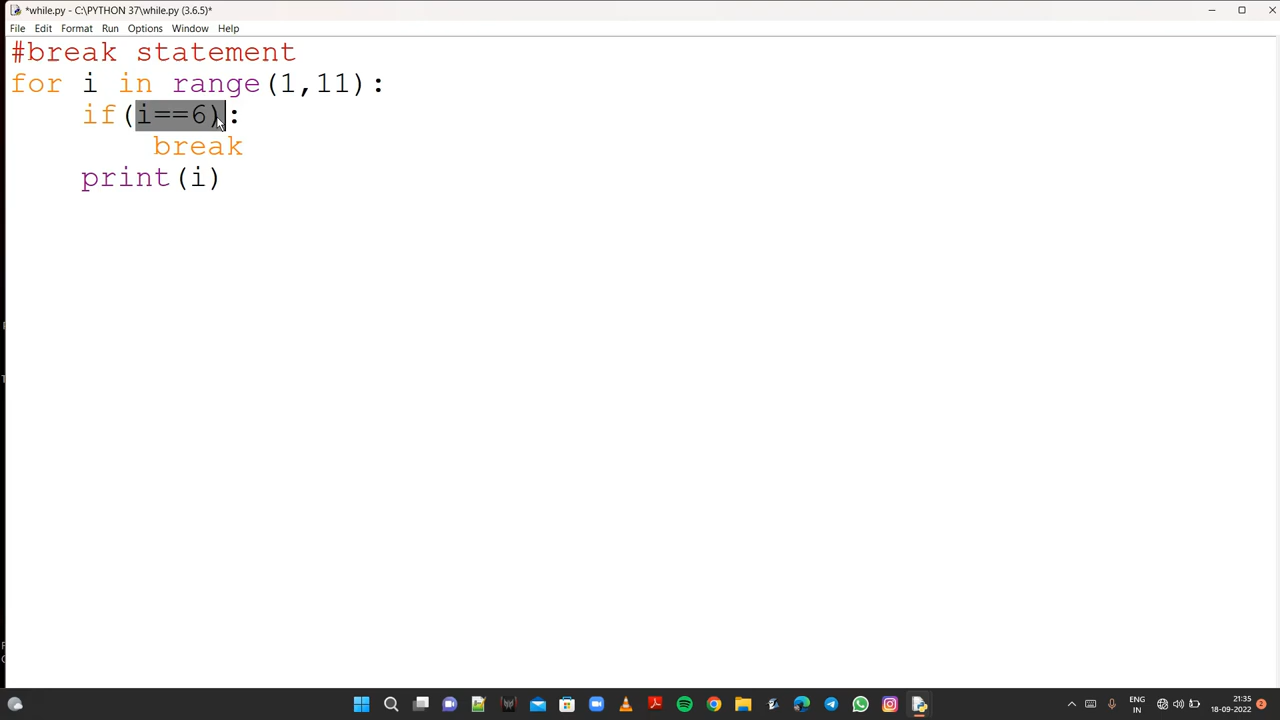 *while.py - C:\PYTHON 37\while.py (3.6.5)*
File Edit Format Run Options Window Help
#break statement
for i in range(1,11):
    if(i==6):
        break
    print(i)
ENG
IN
21:35
18-09-2022
2